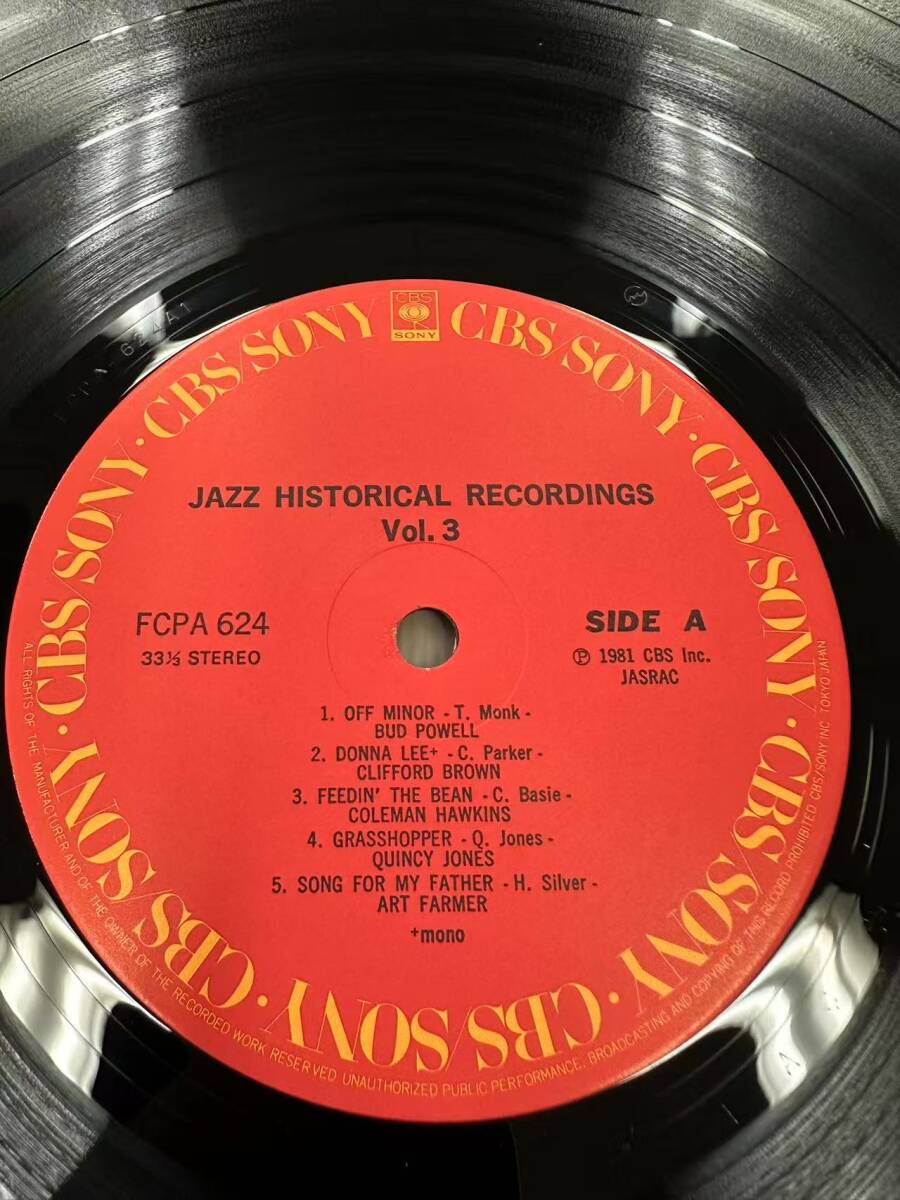 CBS
SONY
CBS/SONY · CBS/SONY · CBS/SONY · CBS/SONY · CBS/SONY · CBS/SONY · CBS/SONY · CBS/SONY
JAZZ HISTORICAL RECORDINGS
Vol. 3
FCPA 624
33⅓ STEREO
SIDE A
℗ 1981 CBS Inc.
JASRAC
1. OFF MINOR - T. Monk -
BUD POWELL
2. DONNA LEE+ - C. Parker -
CLIFFORD BROWN
3. FEEDIN' THE BEAN - C. Basie -
COLEMAN HAWKINS
4. GRASSHOPPER - Q. Jones -
QUINCY JONES
5. SONG FOR MY FATHER - H. Silver -
ART FARMER
+mono
ALL RIGHTS OF THE MANUFACTURER AND OF THE OWNER OF THE RECORDED WORK RESERVED. UNAUTHORIZED PUBLIC PERFORMANCE, BROADCASTING AND COPYING OF THIS RECORD PROHIBITED CBS/SONY INC TOKYO JAPAN